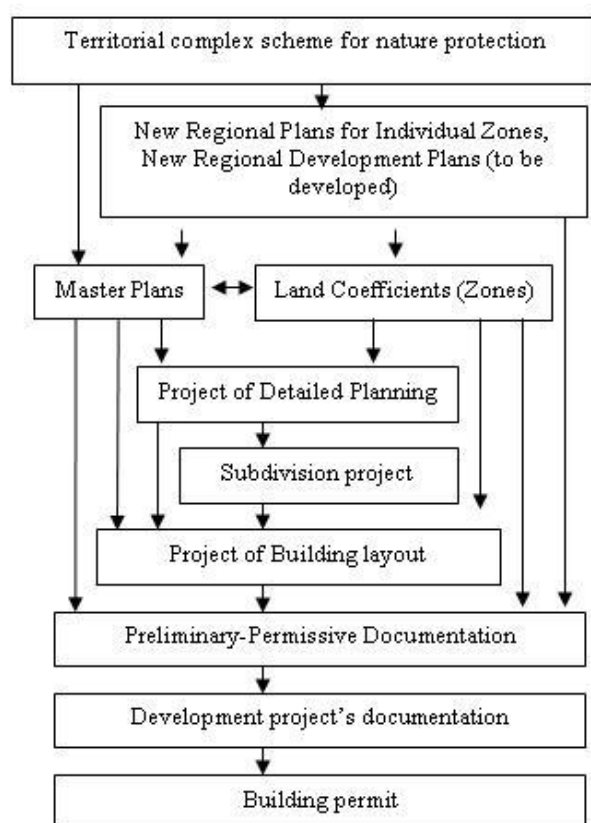 Territorial complex scheme for nature protection
New Regional Plans for Individual Zones,
New Regional Development Plans (to be
developed)
Master Plans
Land Coefficients (Zones)
Project of Detailed Planning
Subdivision project
Project of Building layout
Preliminary-Permissive Documentation
Development project's documentation
Building permit